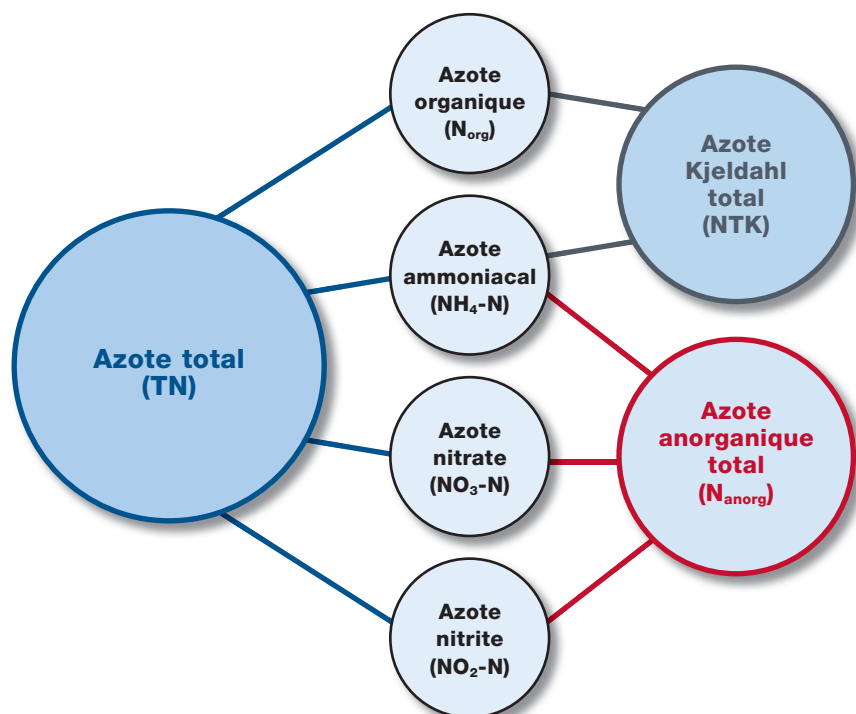 Azote total
(TN)
Azote
organique
(Norg)
Azote
ammoniacal
(NH₄-N)
Azote
nitrate
(NO₃-N)
Azote
nitrite
(NO₂-N)
Azote
Kjeldahl
total
(NTK)
Azote
anorganique
total
(Nanorg)